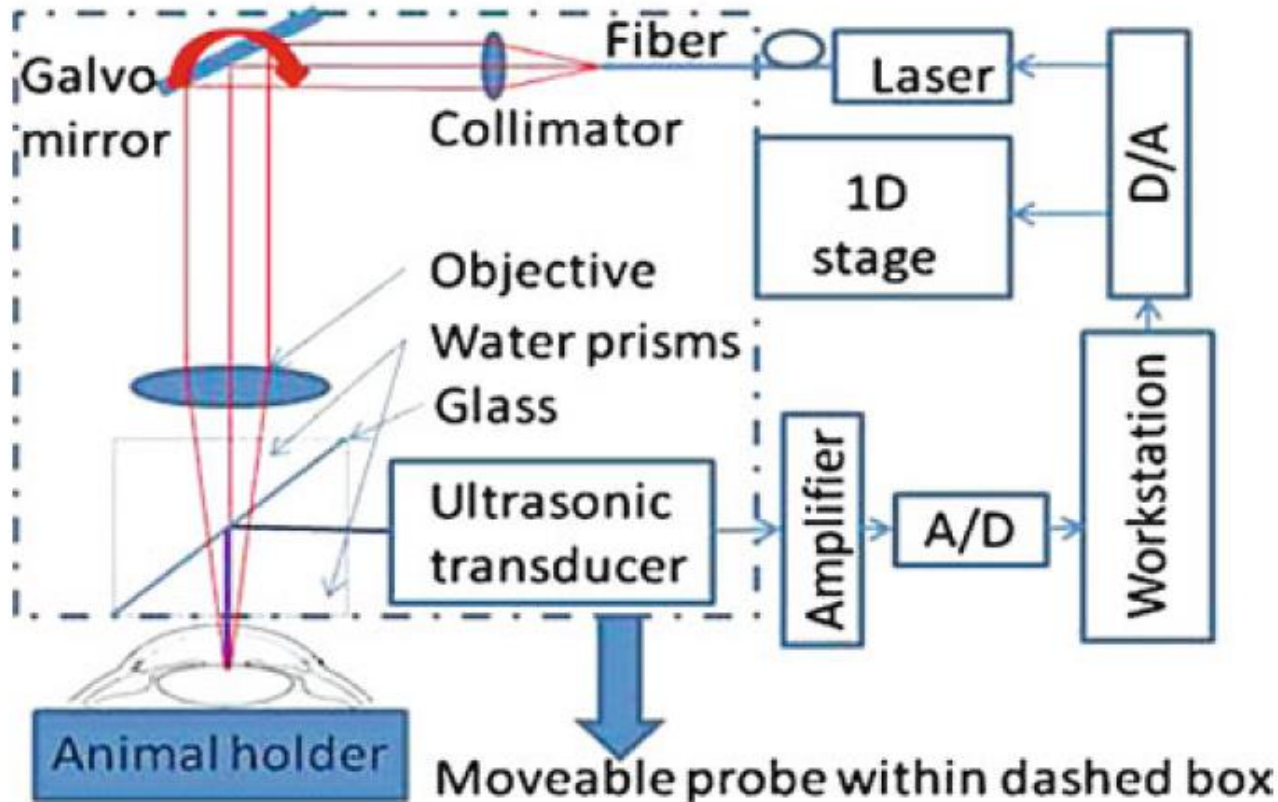 Galvo
mirror
Fiber
Laser
Collimator
1D
stage
D/A
Objective
Water prisms
Glass
Ultrasonic
transducer
Amplifier
A/D
Workstation
Animal holder
Moveable probe within dashed box